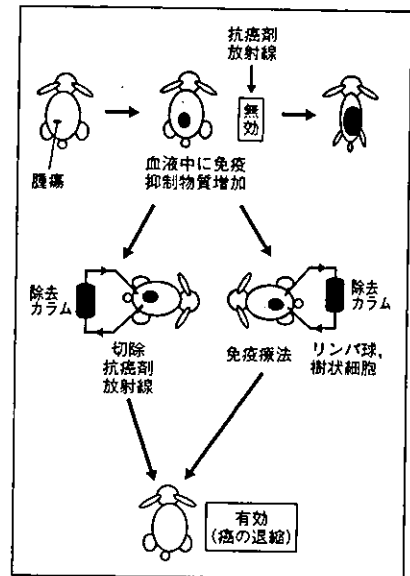 抗癌剤
放射線
無効
腫瘍
血液中に免疫
抑制物質増加
除去
カラム
切除
抗癌剤
放射線
免疫療法
除去
カラム
リンパ球,
樹状細胞
有効
(癌の退縮)